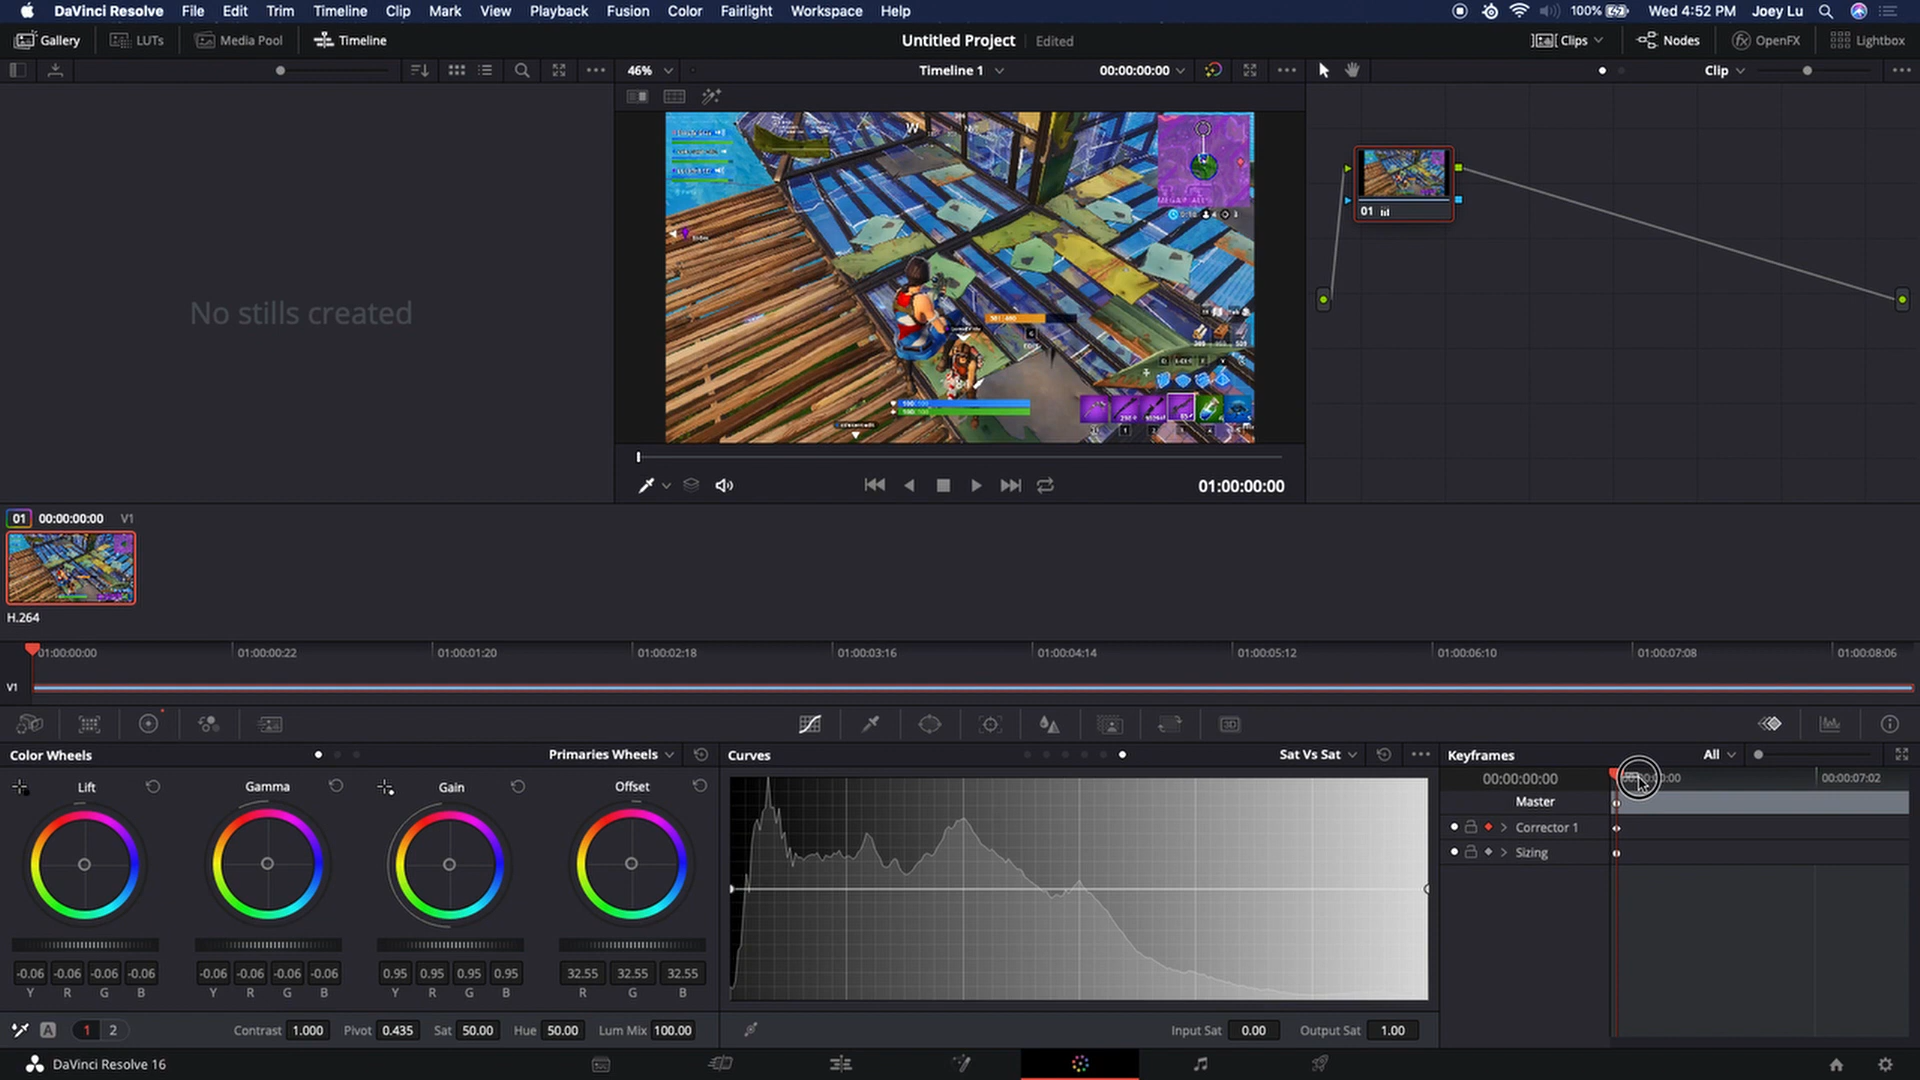 DaVinci Resolve File Edit Trim Timeline Clip Mark View Playback Fusion Color Fairlight Workspace Help 100% Wed 4:52 PM Joey Lu
Gallery LUTs Media Pool Timeline Untitled Project Edited Clips Nodes OpenFX Lightbox
46% Timeline 1 00:00:00:00 Clip
W
No stills created
EDIT
01
01:00:00:00
01 00:00:00:00 V1
H.264
01:00:00:00 01:00:00:22 01:00:01:20 01:00:02:18 01:00:03:16 01:00:04:14 01:00:05:12 01:00:06:10 01:00:07:08 01:00:08:06
V1
3D
Color Wheels Primaries Wheels Curves Sat Vs Sat Keyframes All
00:00:00:00 00:00:07:02
Lift Gamma Gain Offset
Master
Corrector 1
Sizing
-0.06 -0.06 -0.06 -0.06 -0.06 -0.06 -0.06 -0.06 0.95 0.95 0.95 0.95 32.55 32.55 32.55
Y R G B Y R G B Y R G B R G B
A 1 2 Contrast 1.000 Pivot 0.435 Sat 50.00 Hue 50.00 Lum Mix 100.00 Input Sat 0.00 Output Sat 1.00
DaVinci Resolve 16